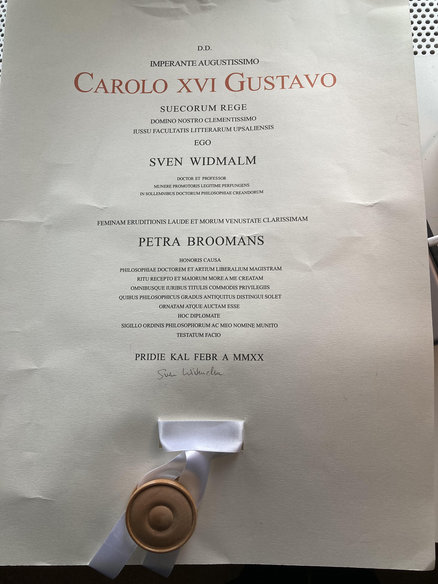 D.D.
IMPERANTE AUGUSTISSIMO
CAROLO XVI GUSTAVO
SUECORUM REGE
DOMINO NOSTRO CLEMENTISSIMO
IUSSU FACULTATIS LITTERARUM UPSALIENSIS
EGO
SVEN WIDMALM
DOCTOR ET PROFESSOR
MUNERE PROMOTORIS LEGITIME PERFUNGENS
IN SOLLEMNIBUS DOCTORUM PHILOSOPHIAE CREANDORUM
FEMINAM ERUDITIONIS LAUDE ET MORUM VENUSTATE CLARISSIMAM
PETRA BROOMANS
HONORIS CAUSA
PHILOSOPHIAE DOCTOREM ET ARTIUM LIBERALIUM MAGISTRAM
RITU RECEPTO ET MAIORUM MORE A ME CREATAM
OMNIBUSQUE IURIBUS TITULIS COMMODIS PRIVILEGIIS
QUIBUS PHILOSOPHICUS GRADUS ANTIQUITUS DISTINGUI SOLET
ORNATAM ATQUE AUCTAM ESSE
HOC DIPLOMATE
SIGILLO ORDINIS PHILOSOPHORUM AC MEO NOMINE MUNITO
TESTATUM FACIO
PRIDIE KAL FEBR A MMXX
Sven Widmalm